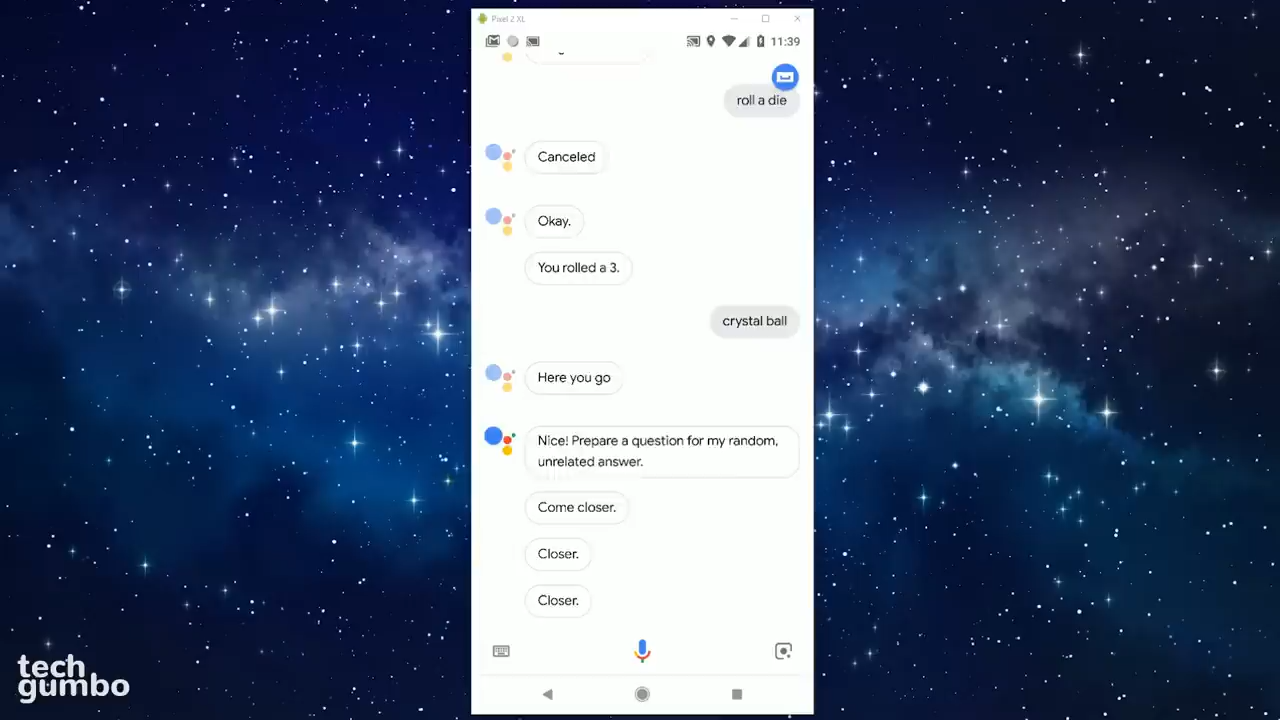 Pixel 2 XL
11:39
roll a die
Canceled
Okay.
You rolled a 3.
crystal ball
Here you go
Nice! Prepare a question for my random,
unrelated answer.
Come closer.
Closer.
Closer.
tech
gumbo